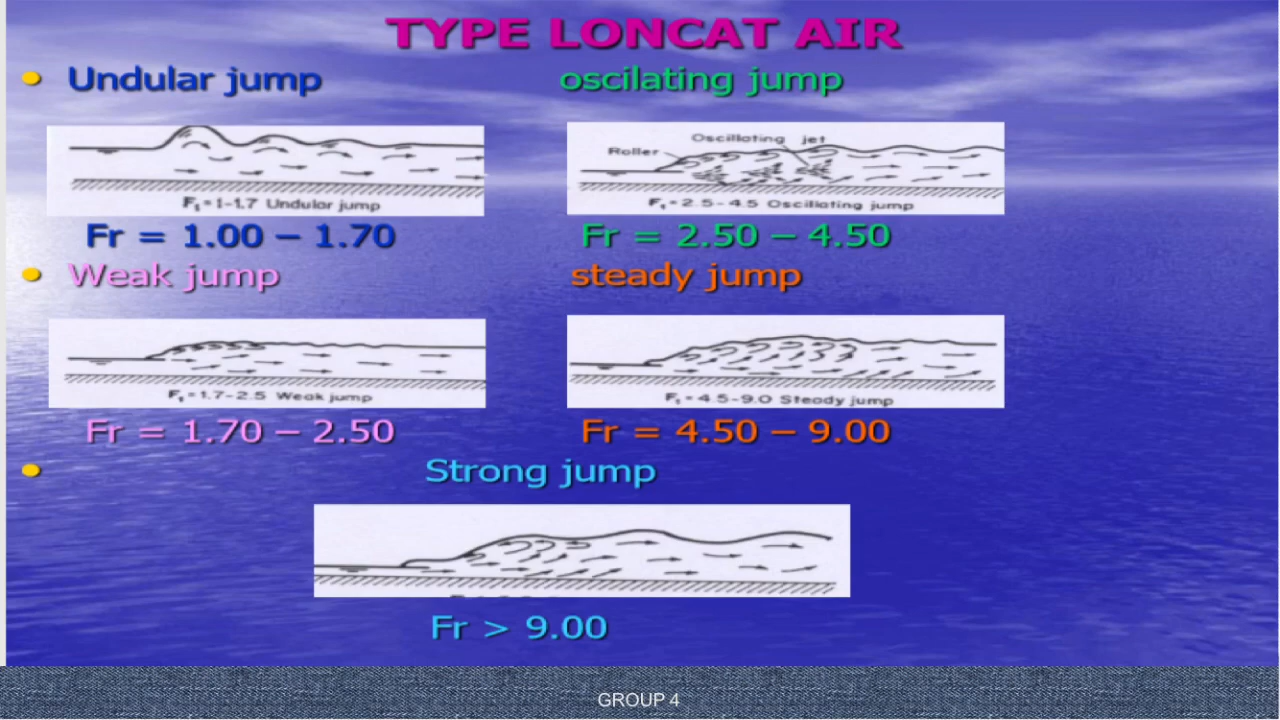 TYPE LONCAT AIR
Undular jump
oscilating jump
Oscillating jet
Roller
F₁=1-1.7 Undular jump
F₁=2.5-4.5 Oscillating jump
Fr = 1.00 – 1.70
Fr = 2.50 – 4.50
Weak jump
steady jump
F₁=1.7-2.5 Weak jump
F₁=4.5-9.0 Steady jump
Fr = 1.70 – 2.50
Fr = 4.50 – 9.00
Strong jump
Fr > 9.00
GROUP 4